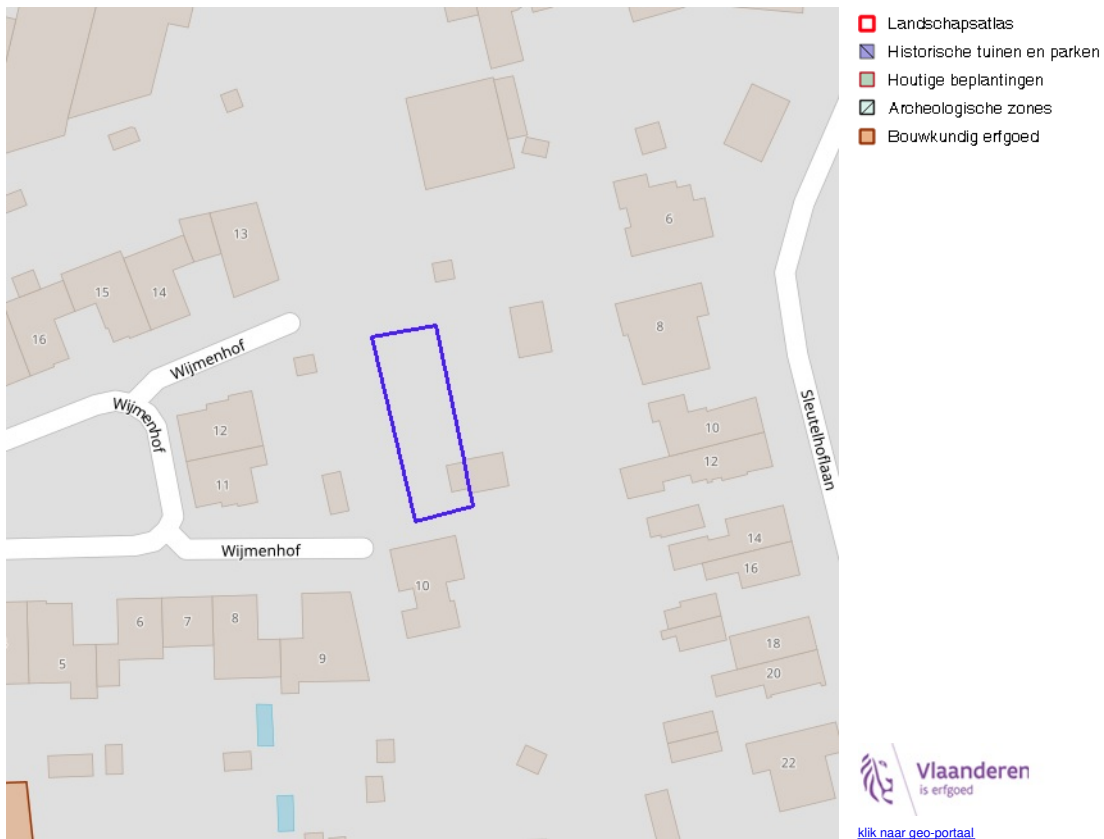 Landschapsatlas
Historische tuinen en parken
Houtige beplantingen
Archeologische zones
Bouwkundig erfgoed
13
6
15
14
16
8
Wijmenhof
Wijmenhof
Sleutelhoflaan
12
10
11
12
14
Wijmenhof
16
10
6
7
8
18
9
5
20
22
Vlaanderen
is erfgoed
klik naar geo-portaal